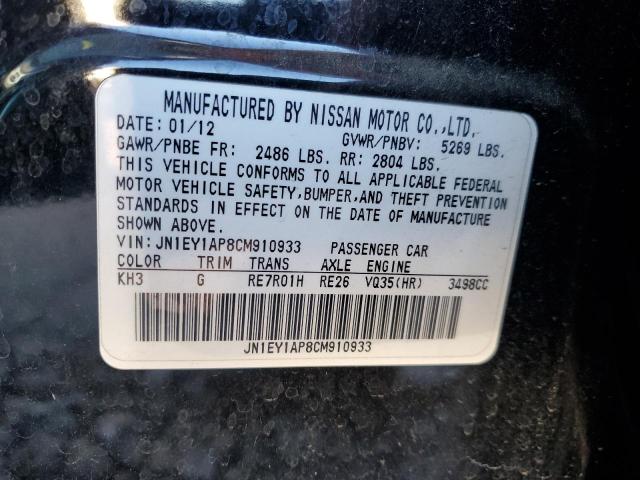 MANUFACTURED BY NISSAN MOTOR CO.,LTD.
DATE: 01/12 GVWR/PNBV: 5269 LBS.
GAWR/PNBE FR: 2486 LBS. RR: 2804 LBS.
THIS VEHICLE CONFORMS TO ALL APPLICABLE FEDERAL
MOTOR VEHICLE SAFETY,BUMPER,AND THEFT PREVENTION
STANDARDS IN EFFECT ON THE DATE OF MANUFACTURE
SHOWN ABOVE.
VIN: JN1EY1AP8CM910933 PASSENGER CAR
COLOR TRIM TRANS AXLE ENGINE
KH3 G RE7R01H RE26 VQ35(HR) 3498CC
JN1EY1AP8CM910933